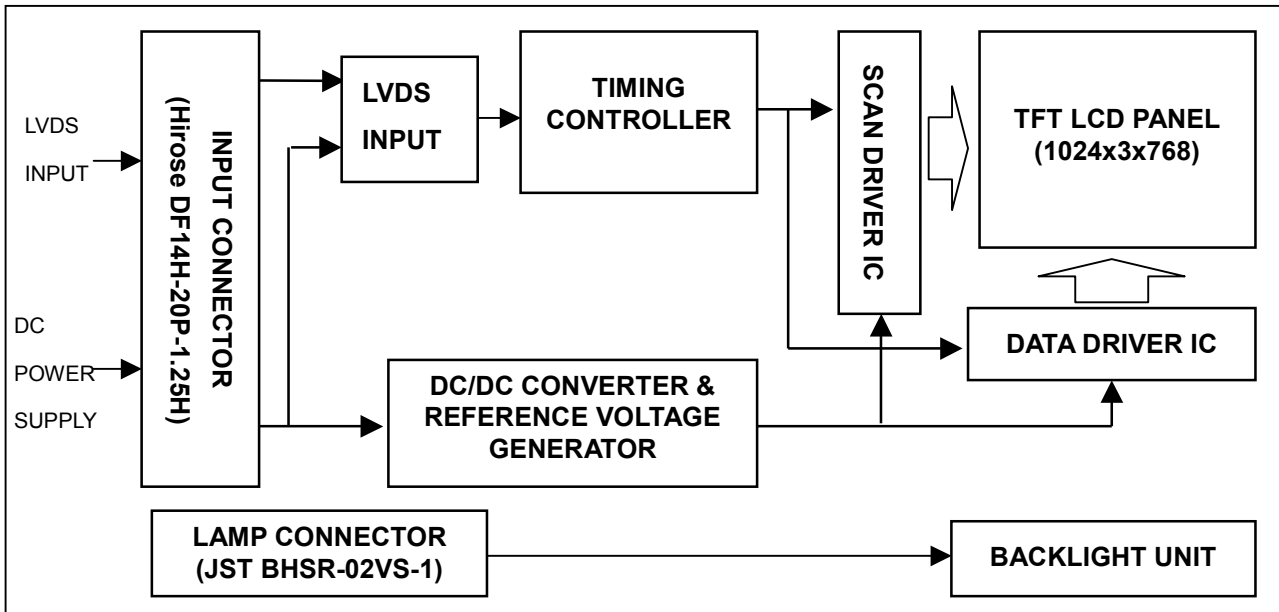 LVDS
INPUT
DC
POWER
SUPPLY
INPUT CONNECTOR
(Hirose DF14H-20P-1.25H)
LVDS
INPUT
TIMING
CONTROLLER
SCAN DRIVER IC
TFT LCD PANEL
(1024x3x768)
DATA DRIVER IC
DC/DC CONVERTER &
REFERENCE VOLTAGE
GENERATOR
LAMP CONNECTOR
(JST BHSR-02VS-1)
BACKLIGHT UNIT